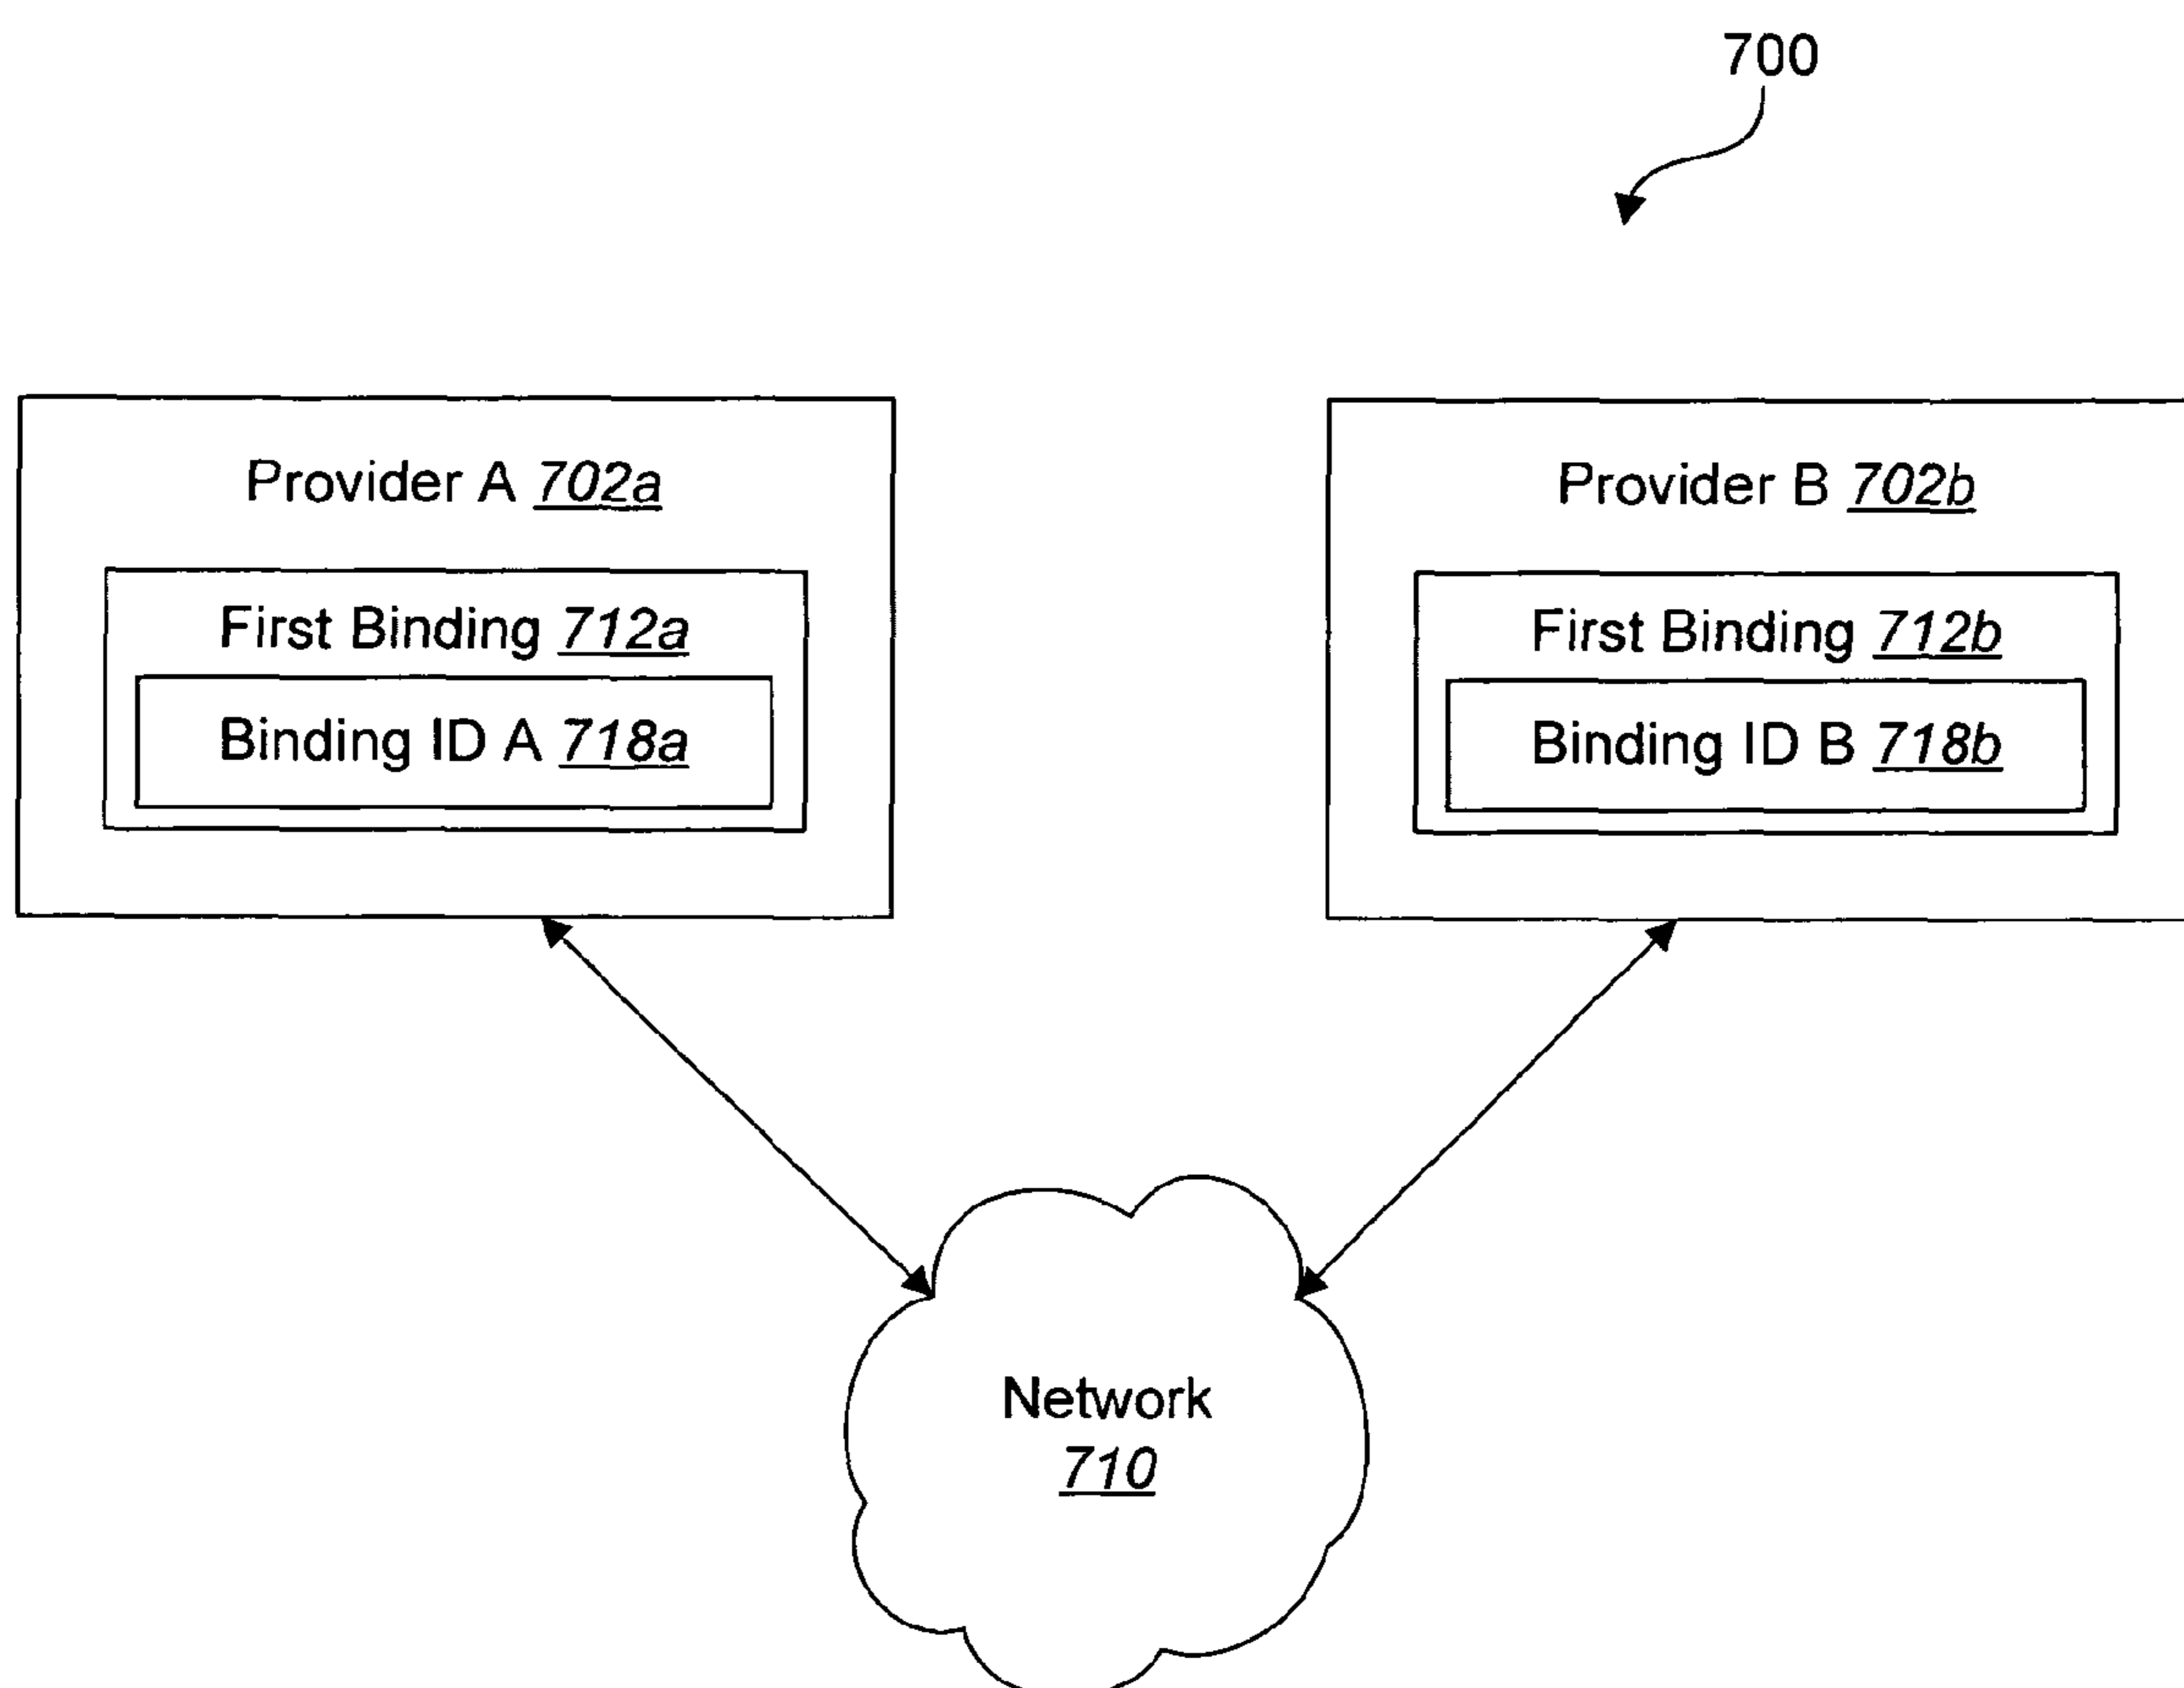 700
Provider A 702a
First Binding 712a
Binding ID A 718a
Provider B 702b
First Binding 712b
Binding ID B 718b
Network
710